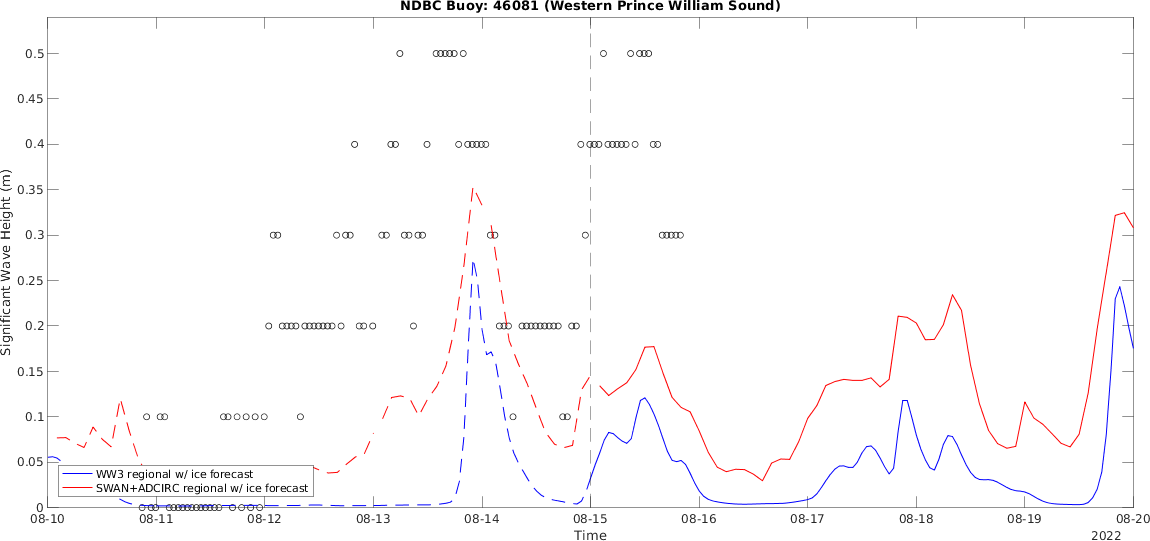 NDBC Buoy: 46081 (Western Prince William Sound)
Significant Wave Height (m)
0.5
0.45
0.4
0.35
0.3
0.25
0.2
0.15
0.1
0.05
0
WW3 regional w/ ice forecast
SWAN+ADCIRC regional w/ ice forecast
08-10 08-11 08-12 08-13 08-14 08-15 08-16 08-17 08-18 08-19 08-20
Time
2022